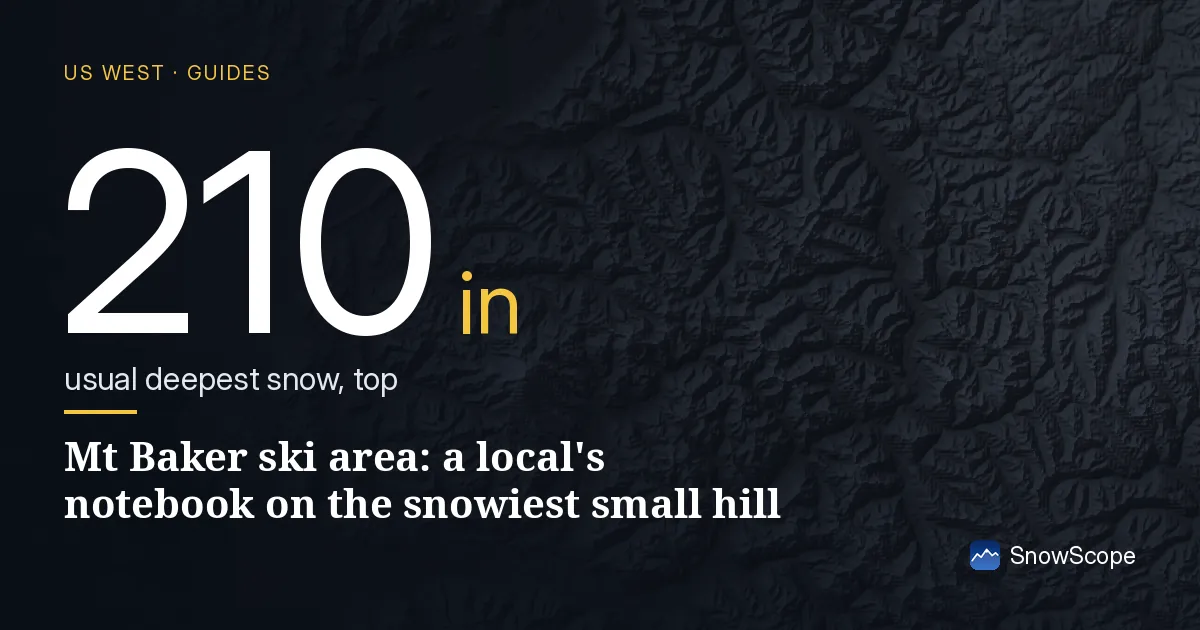 US WEST · GUIDES
210 in
usual deepest snow, top
Mt Baker ski area: a local's
notebook on the snowiest small hill
SnowScope